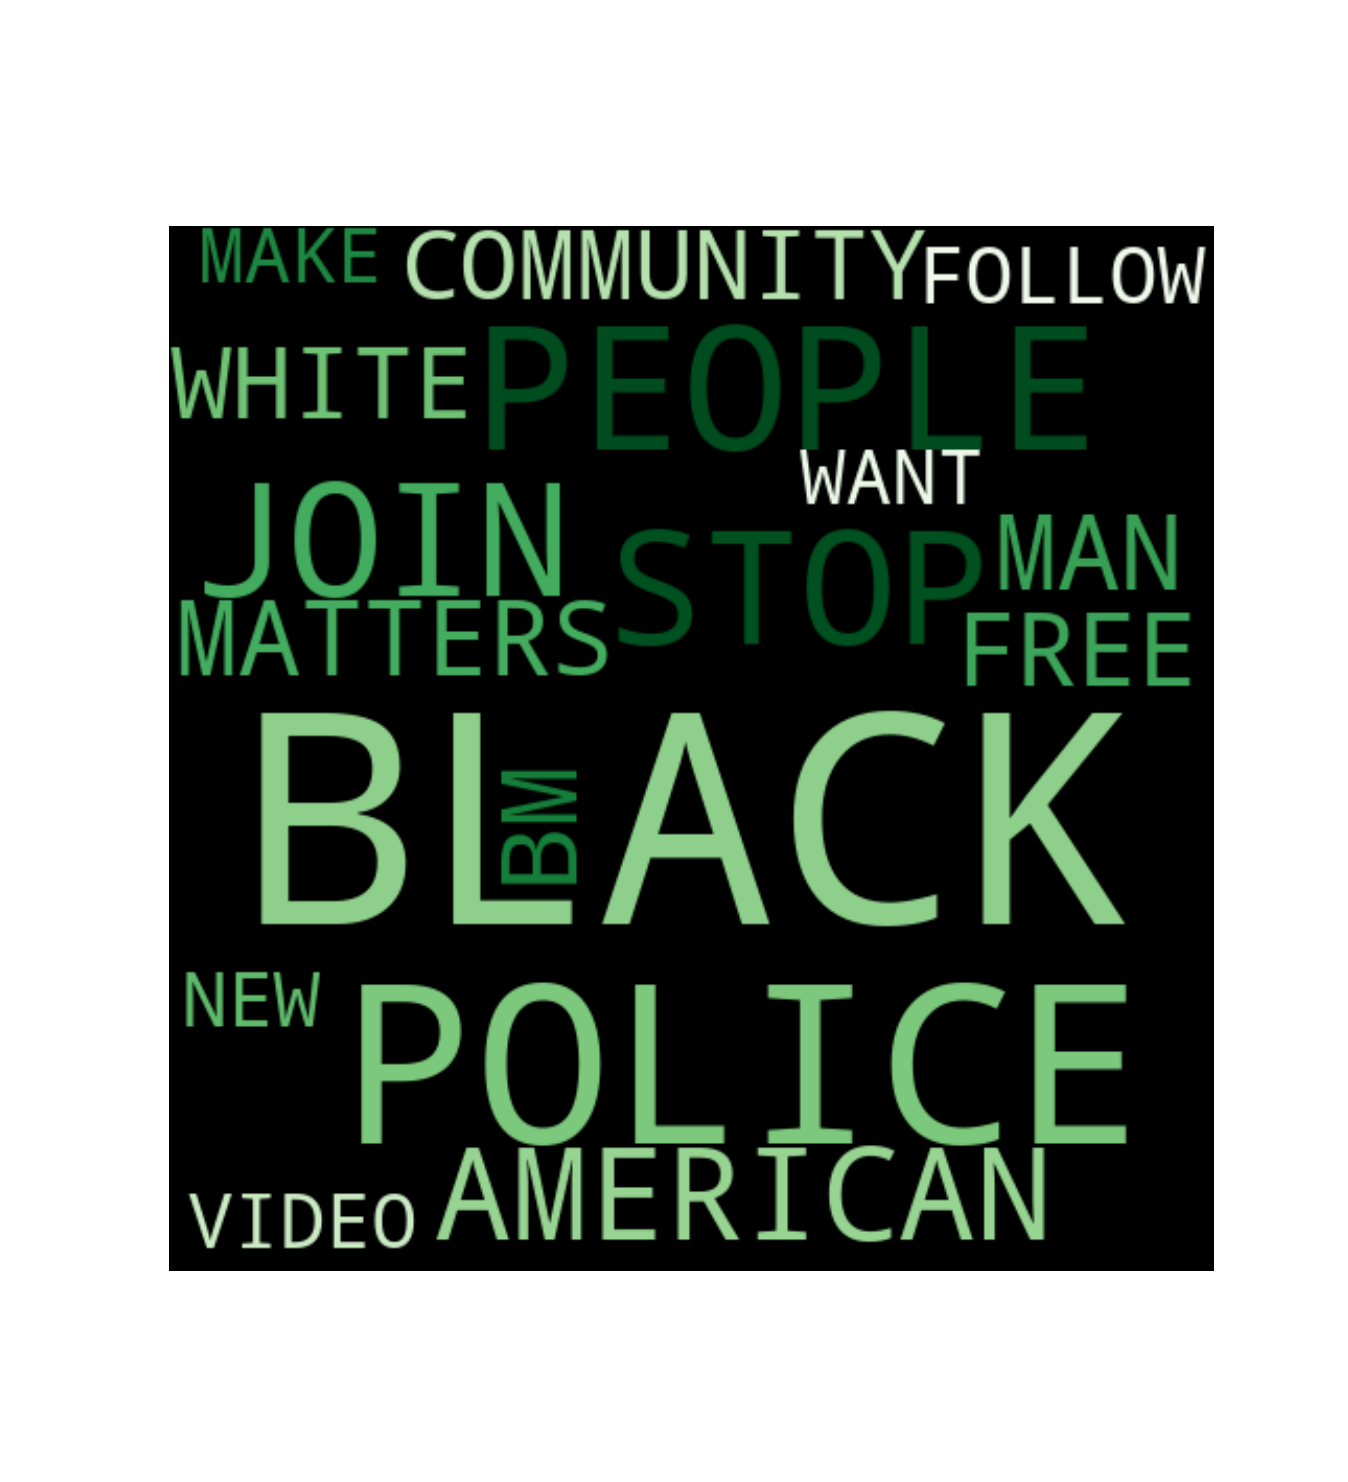 MAKE COMMUNITY FOLLOW
WHITE PEOPLE
WANT
JOIN STOP MAN
MATTERS FREE
BLACK
BM
NEW POLICE
VIDEO AMERICAN